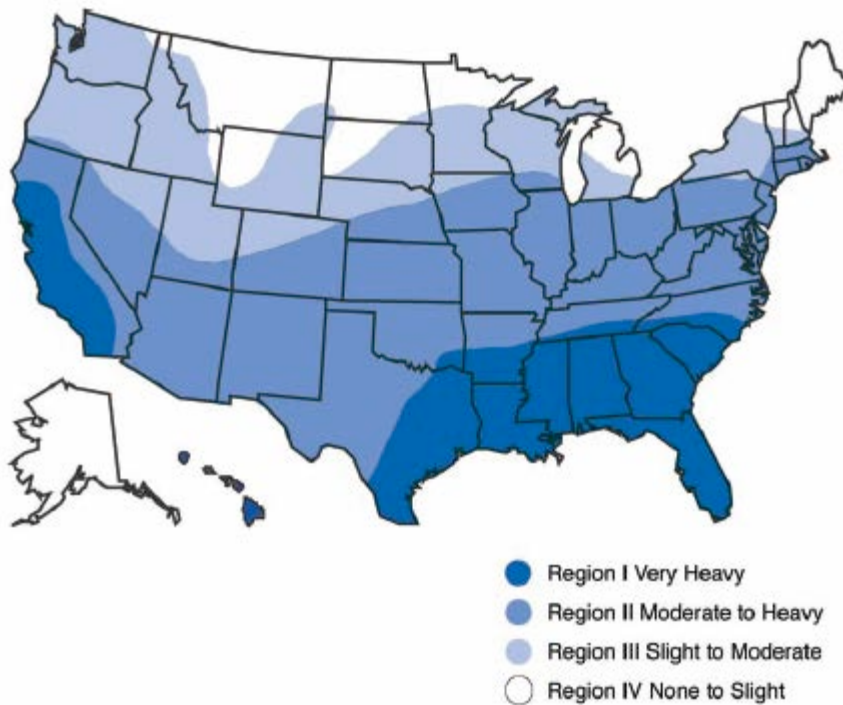 Region I Very Heavy
Region II Moderate to Heavy
Region III Slight to Moderate
Region IV None to Slight